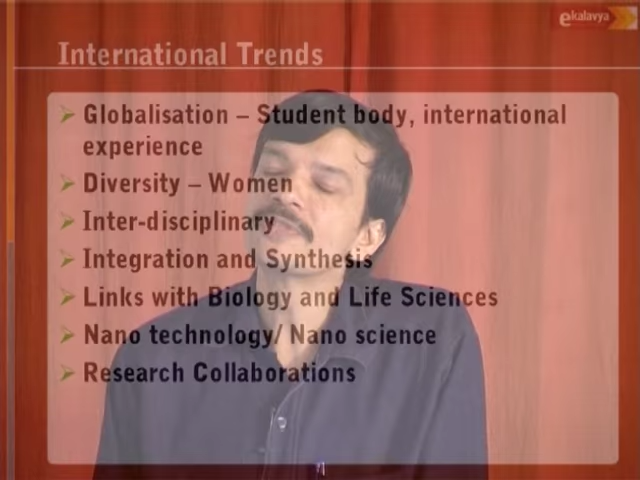 ekalavya
International Trends
Globalisation – Student body, international
experience
Diversity – Women
Inter-disciplinary
Integration and Synthesis
Links with Biology and Life Sciences
Nano technology/ Nano science
Research Collaborations